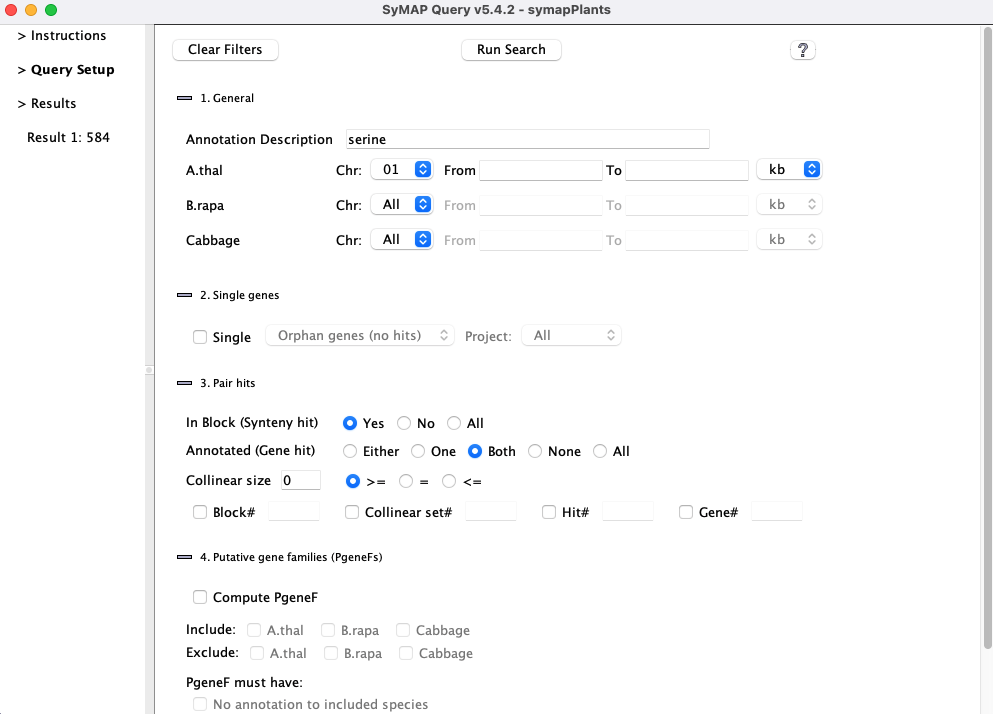 SyMAP Query v5.4.2 - symapPlants
> Instructions
> Query Setup
> Results
Result 1: 584
Clear Filters Run Search ?
1. General
Annotation Description serine
A.thal Chr: 01 From To kb
B.rapa Chr: All From To kb
Cabbage Chr: All From To kb
2. Single genes
Single Orphan genes (no hits) Project: All
3. Pair hits
In Block (Synteny hit) Yes No All
Annotated (Gene hit) Either One Both None All
Collinear size 0 >= = <=
Block# Collinear set# Hit# Gene#
4. Putative gene families (PgeneFs)
Compute PgeneF
Include: A.thal B.rapa Cabbage
Exclude: A.thal B.rapa Cabbage
PgeneF must have:
No annotation to included species